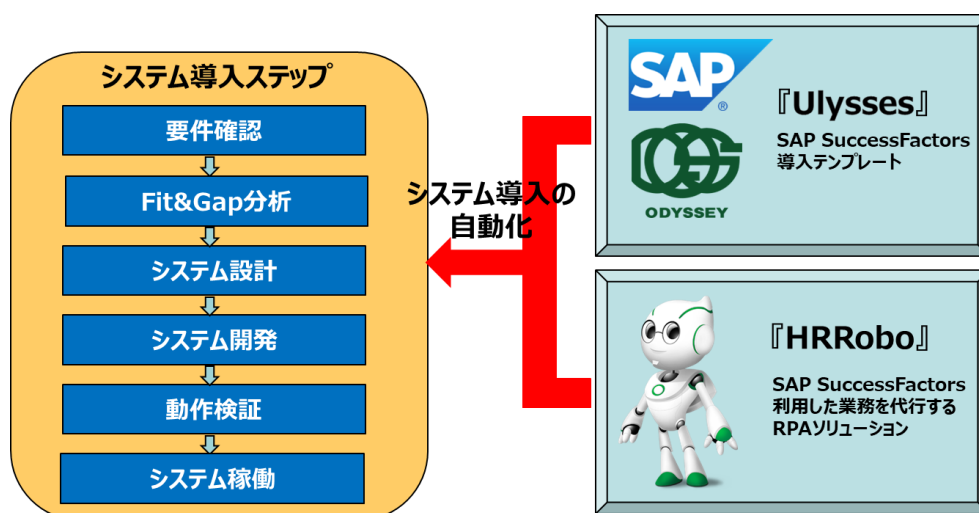 システム導入ステップ
要件確認
Fit&Gap分析
システム設計
システム開発
動作検証
システム稼働
システム導入の
自動化
SAP
®
ODYSSEY
『Ulysses』
SAP SuccessFactors
導入テンプレート
『HRRobo』
SAP SuccessFactors
利用した業務を代行する
RPAソリューション